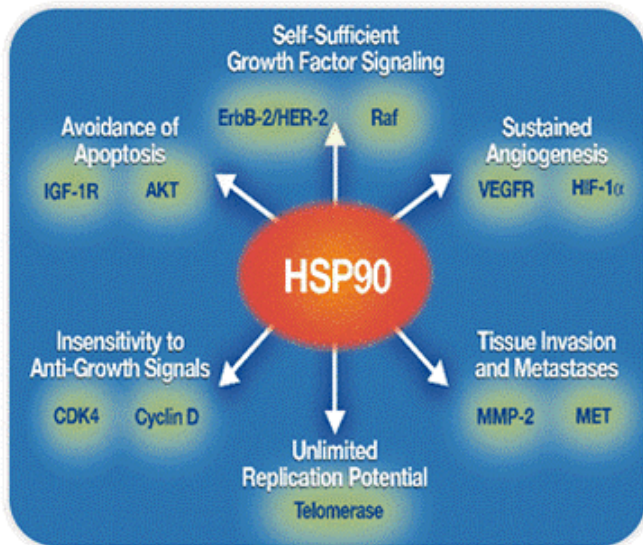 Self-Sufficient
Growth Factor Signaling
ErbB-2/HER-2 Raf
Avoidance of
Apoptosis
IGF-1R AKT
Sustained
Angiogenesis
VEGFR HIF-1α
HSP90
Insensitivity to
Anti-Growth Signals
CDK4 Cyclin D
Tissue Invasion
and Metastases
MMP-2 MET
Unlimited
Replication Potential
Telomerase